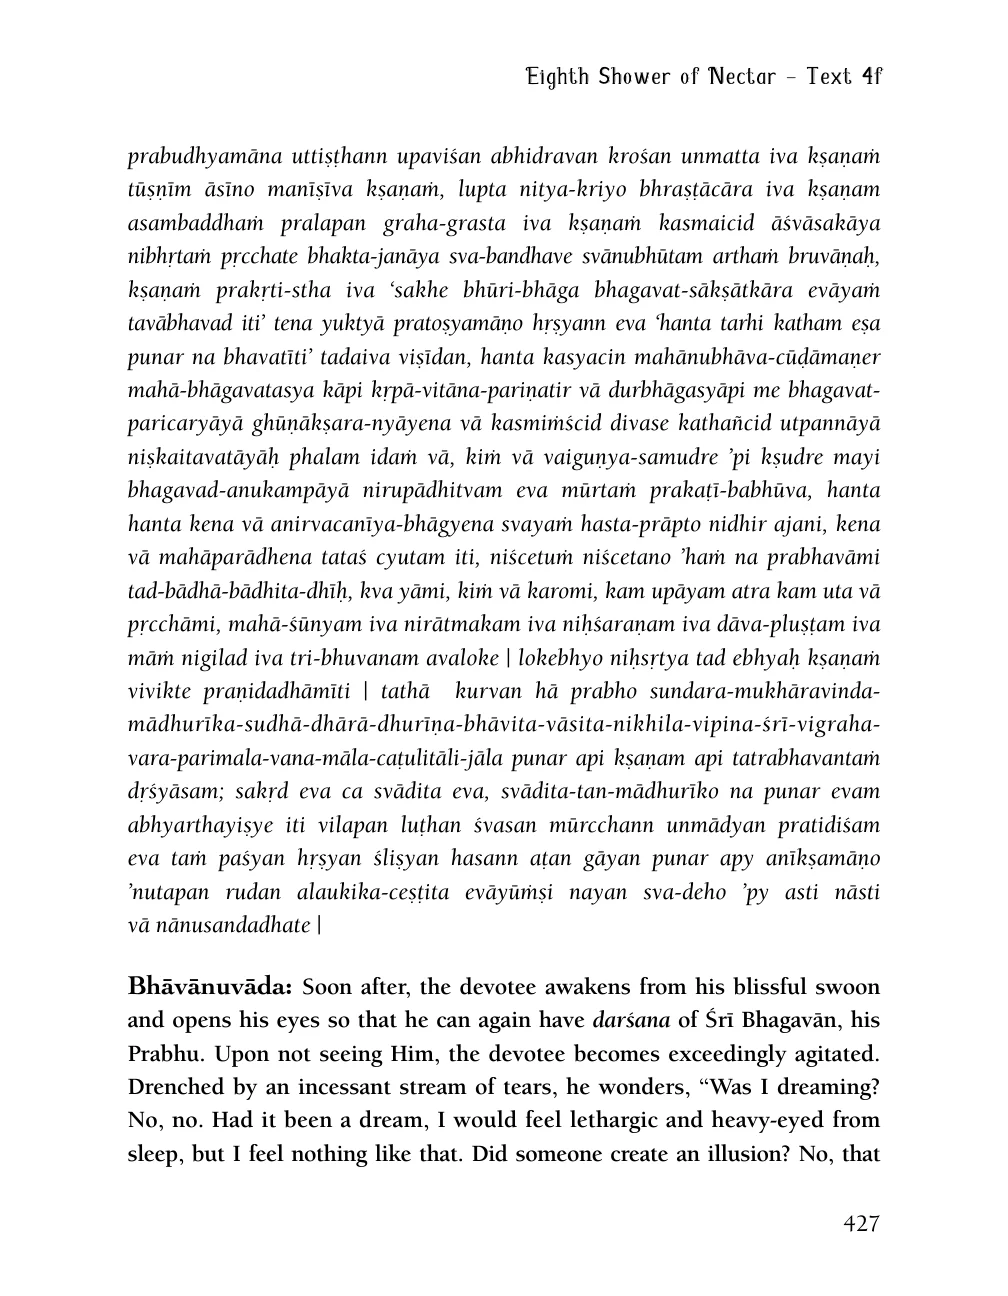 Eighth Shower of Nectar – Text 4f
prabudhyamāna uttiṣṭhann upaviśan abhidravan krośan unmatta iva kṣaṇaṁ
tūṣṇīm āsīno manīṣīva kṣaṇaṁ, lupta nitya-kriyo bhraṣṭācāra iva kṣaṇam
asambaddhaṁ pralapan graha-grasta iva kṣaṇaṁ kasmaicid āśvāsakāya
nibhṛtaṁ pṛcchate bhakta-janāya sva-bandhave svānubhūtam arthaṁ bruvāṇaḥ,
kṣaṇaṁ prakṛti-stha iva ‘sakhe bhūri-bhāga bhagavat-sākṣātkāra evāyaṁ
tavābhavad iti’ tena yuktyā pratoṣyamāṇo hṛṣyann eva ‘hanta tarhi katham eṣa
punar na bhavatīti’ tadaiva viṣīdan, hanta kasyacin mahānubhāva-cūḍāmaṇer
mahā-bhāgavatasya kāpi kṛpā-vitāna-pariṇatir vā durbhāgasyāpi me bhagavat-
paricaryāyā ghūṇākṣara-nyāyena vā kasmiṁścid divase kathañcid utpannāyā
niṣkaitavatāyāḥ phalam idaṁ vā, kiṁ vā vaiguṇya-samudre ’pi kṣudre mayi
bhagavad-anukampāyā nirupādhitvam eva mūrtaṁ prakaṭī-babhūva, hanta
hanta kena vā anirvacanīya-bhāgyena svayaṁ hasta-prāpto nidhir ajani, kena
vā mahāparādhena tataś cyutam iti, niścetuṁ niścetano ’haṁ na prabhavāmi
tad-bādhā-bādhita-dhīḥ, kva yāmi, kiṁ vā karomi, kam upāyam atra kam uta vā
pṛcchāmi, mahā-śūnyam iva nirātmakam iva niḥśaraṇam iva dāva-pluṣṭam iva
māṁ nigilad iva tri-bhuvanam avaloke | lokebhyo niḥsṛtya tad ebhyaḥ kṣaṇaṁ
vivikte praṇidadhāmīti | tathā kurvan hā prabho sundara-mukhāravinda-
mādhurīka-sudhā-dhārā-dhurīṇa-bhāvita-vāsita-nikhila-vipina-śrī-vigraha-
vara-parimala-vana-māla-caṭulitāli-jāla punar api kṣaṇam api tatrabhavantaṁ
dṛśyāsam; sakṛd eva ca svādita eva, svādita-tan-mādhurīko na punar evam
abhyarthayiṣye iti vilapan luṭhan śvasan mūrcchann unmādyan pratidiśam
eva taṁ paśyan hṛṣyan śliṣyan hasann aṭan gāyan punar apy anīkṣamāṇo
’nutapan rudan alaukika-ceṣṭita evāyūṁṣi nayan sva-deho ’py asti nāsti
vā nānusandadhate |
Bhāvānuvāda: Soon after, the devotee awakens from his blissful swoon
and opens his eyes so that he can again have darśana of Śrī Bhagavān, his
Prabhu. Upon not seeing Him, the devotee becomes exceedingly agitated.
Drenched by an incessant stream of tears, he wonders, “Was I dreaming?
No, no. Had it been a dream, I would feel lethargic and heavy-eyed from
sleep, but I feel nothing like that. Did someone create an illusion? No, that
427